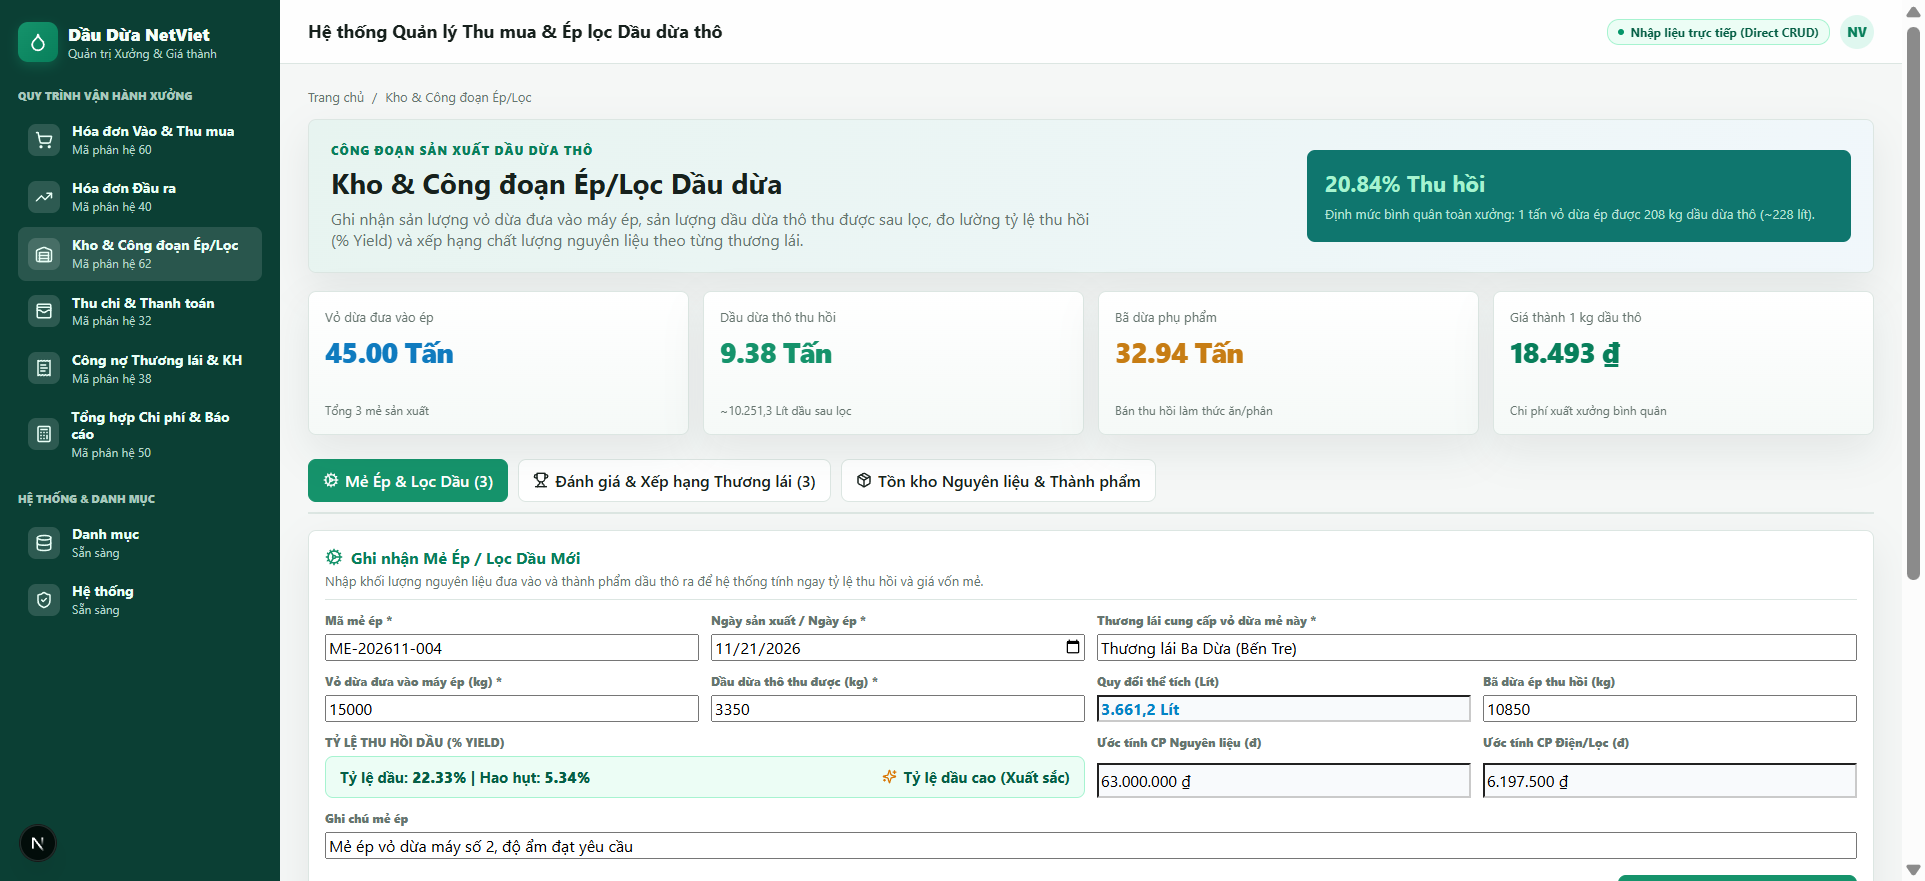 Dầu Dừa NetViet
Quản trị Xưởng & Giá thành
QUY TRÌNH VẬN HÀNH XƯỞNG
Hóa đơn Vào & Thu mua
Mã phân hệ 60
Hóa đơn Đầu ra
Mã phân hệ 40
Kho & Công đoạn Ép/Lọc
Mã phân hệ 62
Thu chi & Thanh toán
Mã phân hệ 32
Công nợ Thương lái & KH
Mã phân hệ 38
Tổng hợp Chi phí & Báo
cáo
Mã phân hệ 50
HỆ THỐNG & DANH MỤC
Danh mục
Sẵn sàng
Hệ thống
Sẵn sàng
N
Hệ thống Quản lý Thu mua & Ép lọc Dầu dừa thô
Nhập liệu trực tiếp (Direct CRUD)
NV
Trang chủ / Kho & Công đoạn Ép/Lọc
CÔNG ĐOẠN SẢN XUẤT DẦU DỪA THÔ
Kho & Công đoạn Ép/Lọc Dầu dừa
Ghi nhận sản lượng vỏ dừa đưa vào máy ép, sản lượng dầu dừa thô thu được sau lọc, đo lường tỷ lệ thu hồi
(% Yield) và xếp hạng chất lượng nguyên liệu theo từng thương lái.
20.84% Thu hồi
Định mức bình quân toàn xưởng: 1 tấn vỏ dừa ép được 208 kg dầu dừa thô (~228 lít).
Vỏ dừa đưa vào ép
45.00 Tấn
Tổng 3 mẻ sản xuất
Dầu dừa thô thu hồi
9.38 Tấn
~10.251,3 Lít dầu sau lọc
Bã dừa phụ phẩm
32.94 Tấn
Bán thu hồi làm thức ăn/phân
Giá thành 1 kg dầu thô
18.493 ₫
Chi phí xuất xưởng bình quân
Mẻ Ép & Lọc Dầu (3)
Đánh giá & Xếp hạng Thương lái (3)
Tồn kho Nguyên liệu & Thành phẩm
Ghi nhận Mẻ Ép / Lọc Dầu Mới
Nhập khối lượng nguyên liệu đưa vào và thành phẩm dầu thô ra để hệ thống tính ngay tỷ lệ thu hồi và giá vốn mẻ.
Mã mẻ ép *
ME-202611-004
Ngày sản xuất / Ngày ép *
11/21/2026
Thương lái cung cấp vỏ dừa mẻ này *
Thương lái Ba Dừa (Bến Tre)
Vỏ dừa đưa vào máy ép (kg) *
15000
Dầu dừa thô thu được (kg) *
3350
Quy đổi thể tích (Lít)
3.661,2 Lít
Bã dừa ép thu hồi (kg)
10850
TỶ LỆ THU HỒI DẦU (% YIELD)
Tỷ lệ dầu: 22.33% | Hao hụt: 5.34%
Tỷ lệ dầu cao (Xuất sắc)
Ước tính CP Nguyên liệu (đ)
63.000.000 ₫
Ước tính CP Điện/Lọc (đ)
6.197.500 ₫
Ghi chú mẻ ép
Mẻ ép vỏ dừa máy số 2, độ ẩm đạt yêu cầu